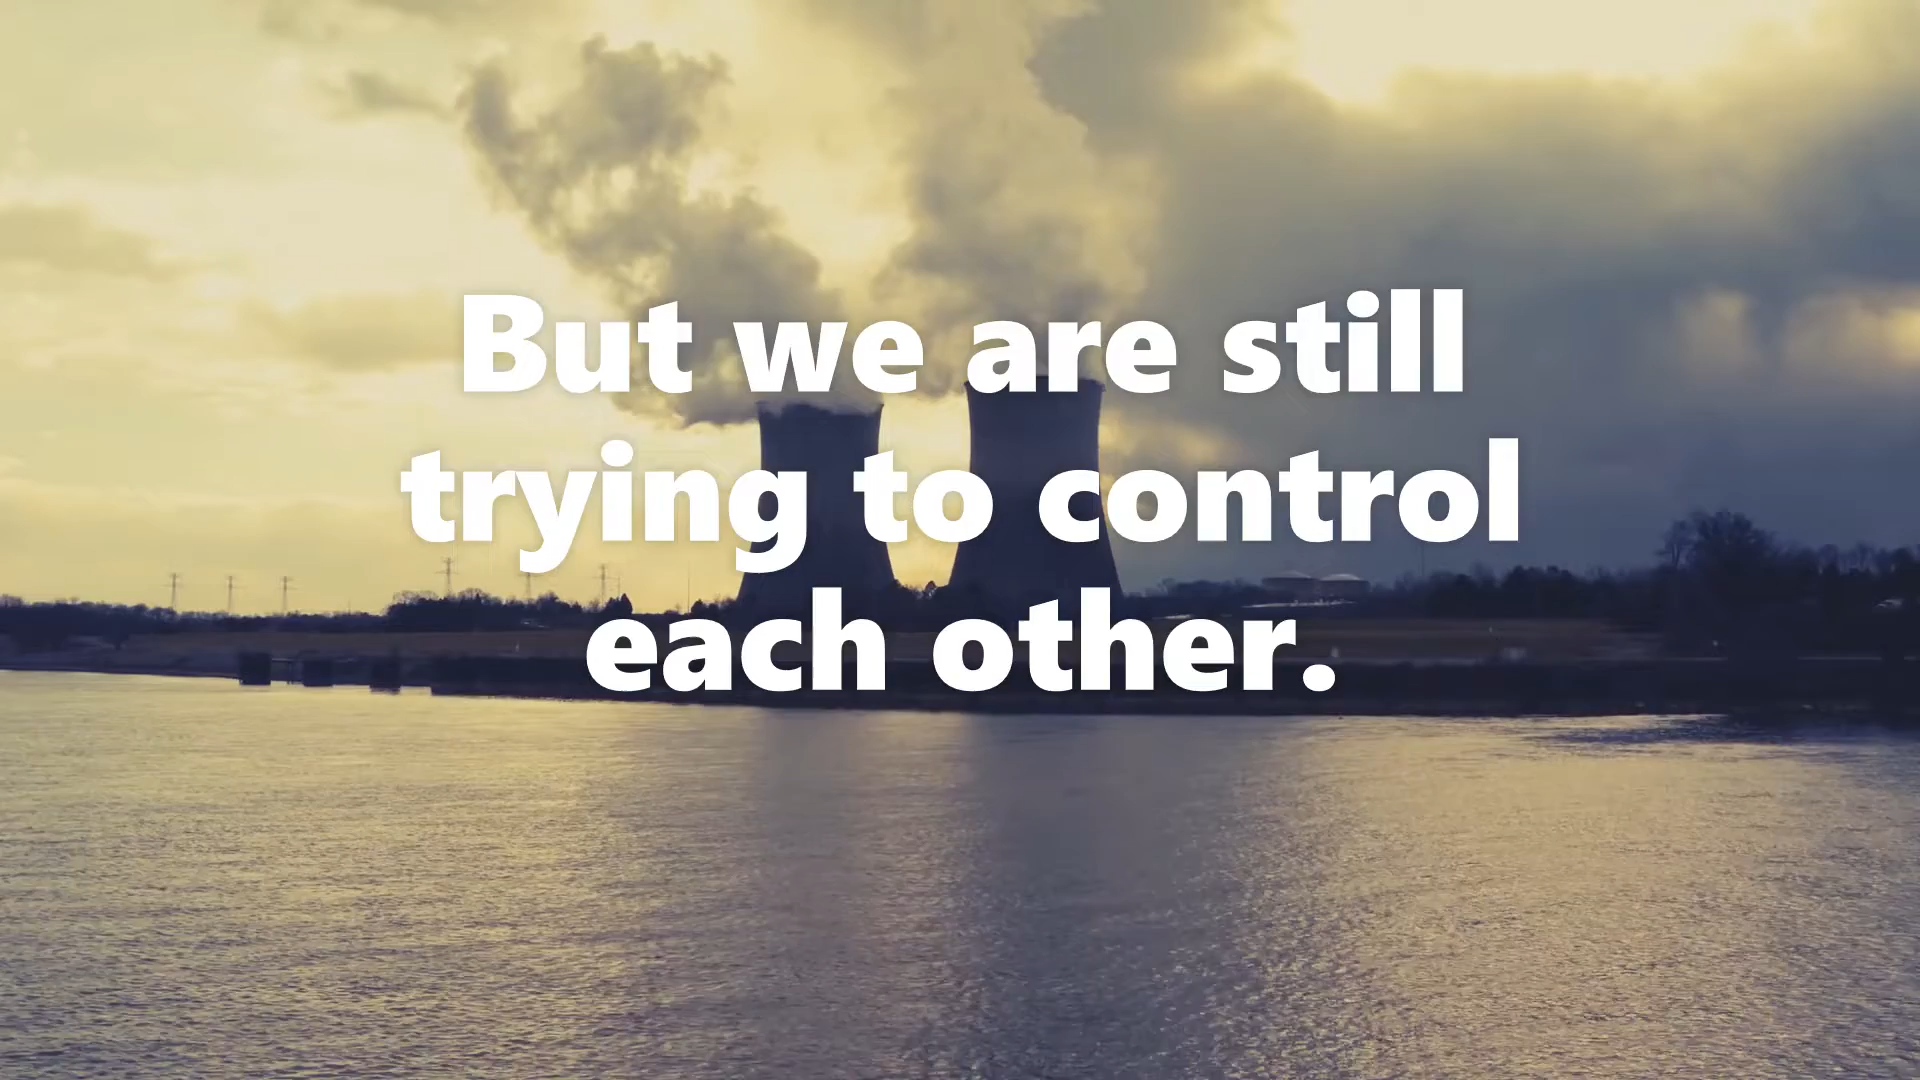 But we are still
trying to control
each other.